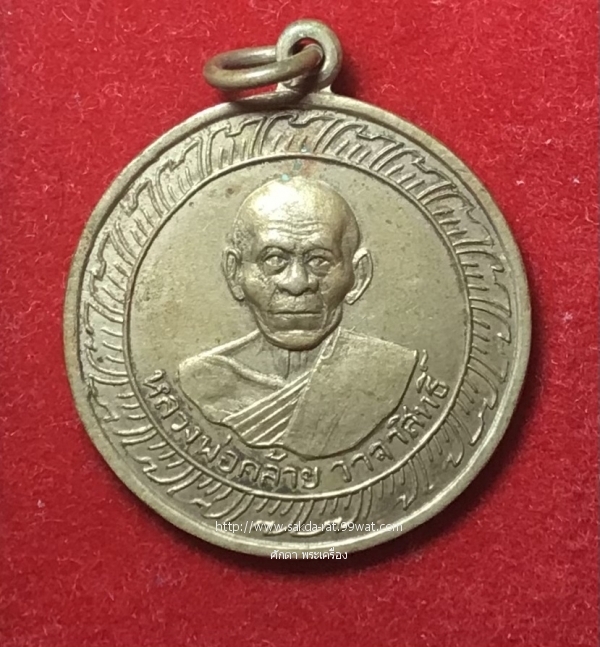 หลวงพ่อคล้าย วาจาสิทธิ์
http://www.sakda-rat.99wat.com
ศักดา พระเครื่อง